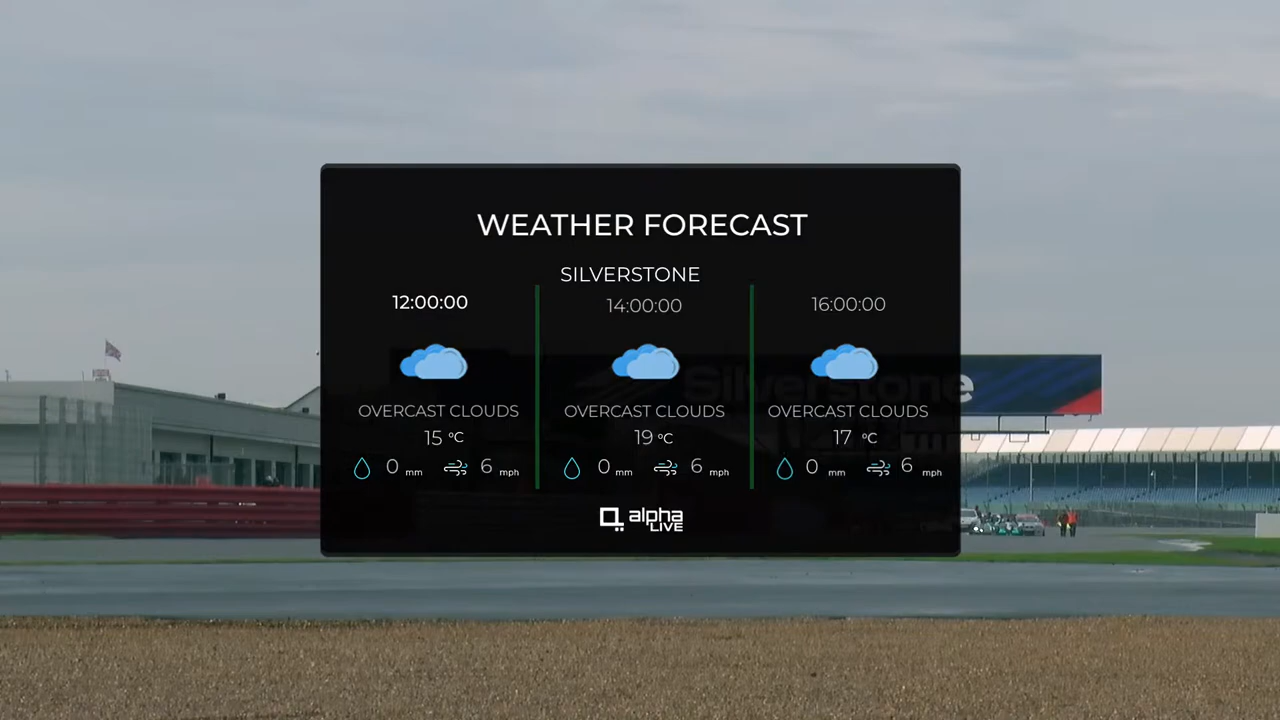 WEATHER FORECAST
SILVERSTONE
12:00:00 14:00:00 16:00:00
Silverstone
OVERCAST CLOUDS OVERCAST CLOUDS OVERCAST CLOUDS
15 °C 19 °C 17 °C
0 mm 6 mph 0 mm 6 mph 0 mm 6 mph
alpha
LIVE